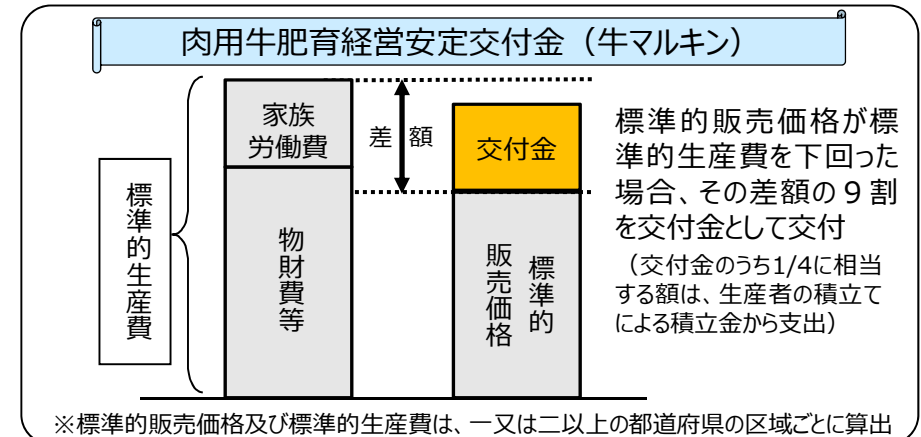 肉用牛肥育経営安定交付金（牛マルキン）
標準的生産費
家族
労働費
物財費等
差額
交付金
標準的
販売価格
標準的販売価格が標
準的生産費を下回った
場合、その差額の９割
を交付金として交付
（交付金のうち1/4に相当
する額は、生産者の積立て
による積立金から支出）
※標準的販売価格及び標準的生産費は、一又は二以上の都道府県の区域ごとに算出